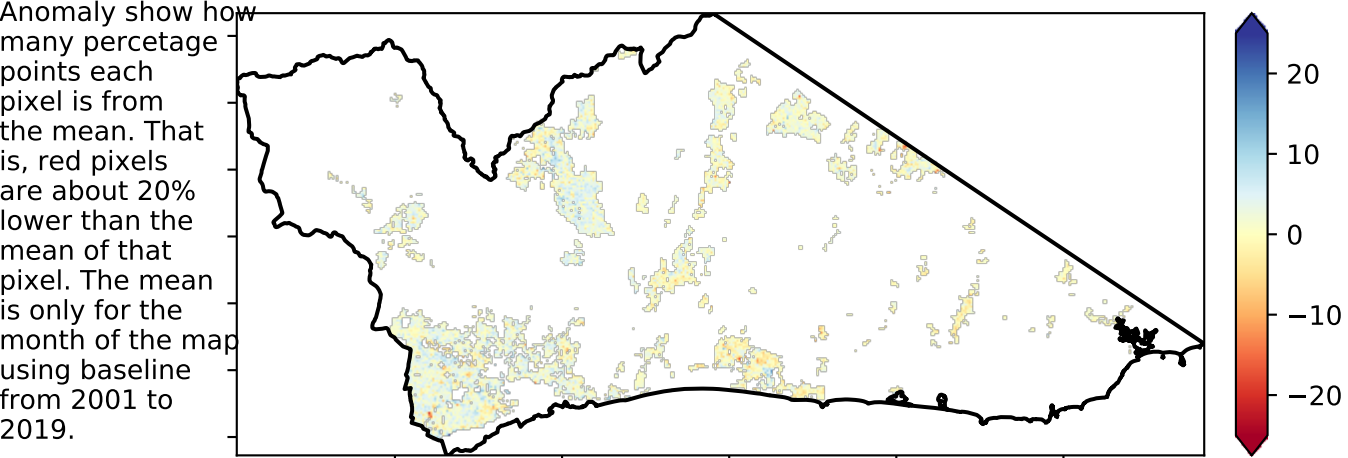 Anomaly show how
many percetage
points each
pixel is from
the mean. That
is, red pixels
are about 20%
lower than the
mean of that
pixel. The mean
is only for the
month of the map
using baseline
from 2001 to
2019.
20
10
0
−10
−20